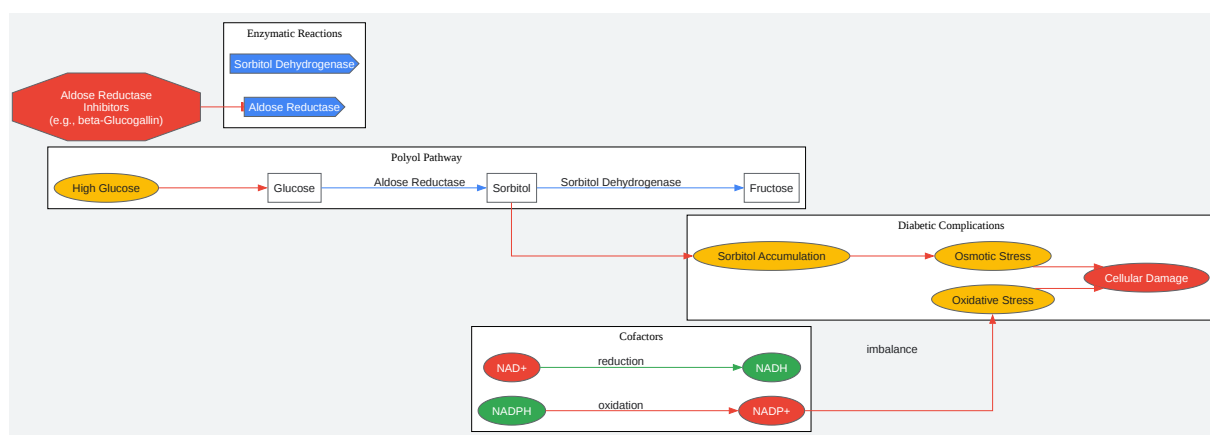 Enzymatic Reactions
Sorbitol Dehydrogenase
Aldose Reductase
Inhibitors
(e.g., beta-Glucogallin)
Aldose Reductase
Polyol Pathway
High Glucose
Glucose
Aldose Reductase
Sorbitol
Sorbitol Dehydrogenase
Fructose
Diabetic Complications
Sorbitol Accumulation
Osmotic Stress
Cellular Damage
Oxidative Stress
Cofactors
imbalance
NAD+
reduction
NADH
NADPH
oxidation
NADP+